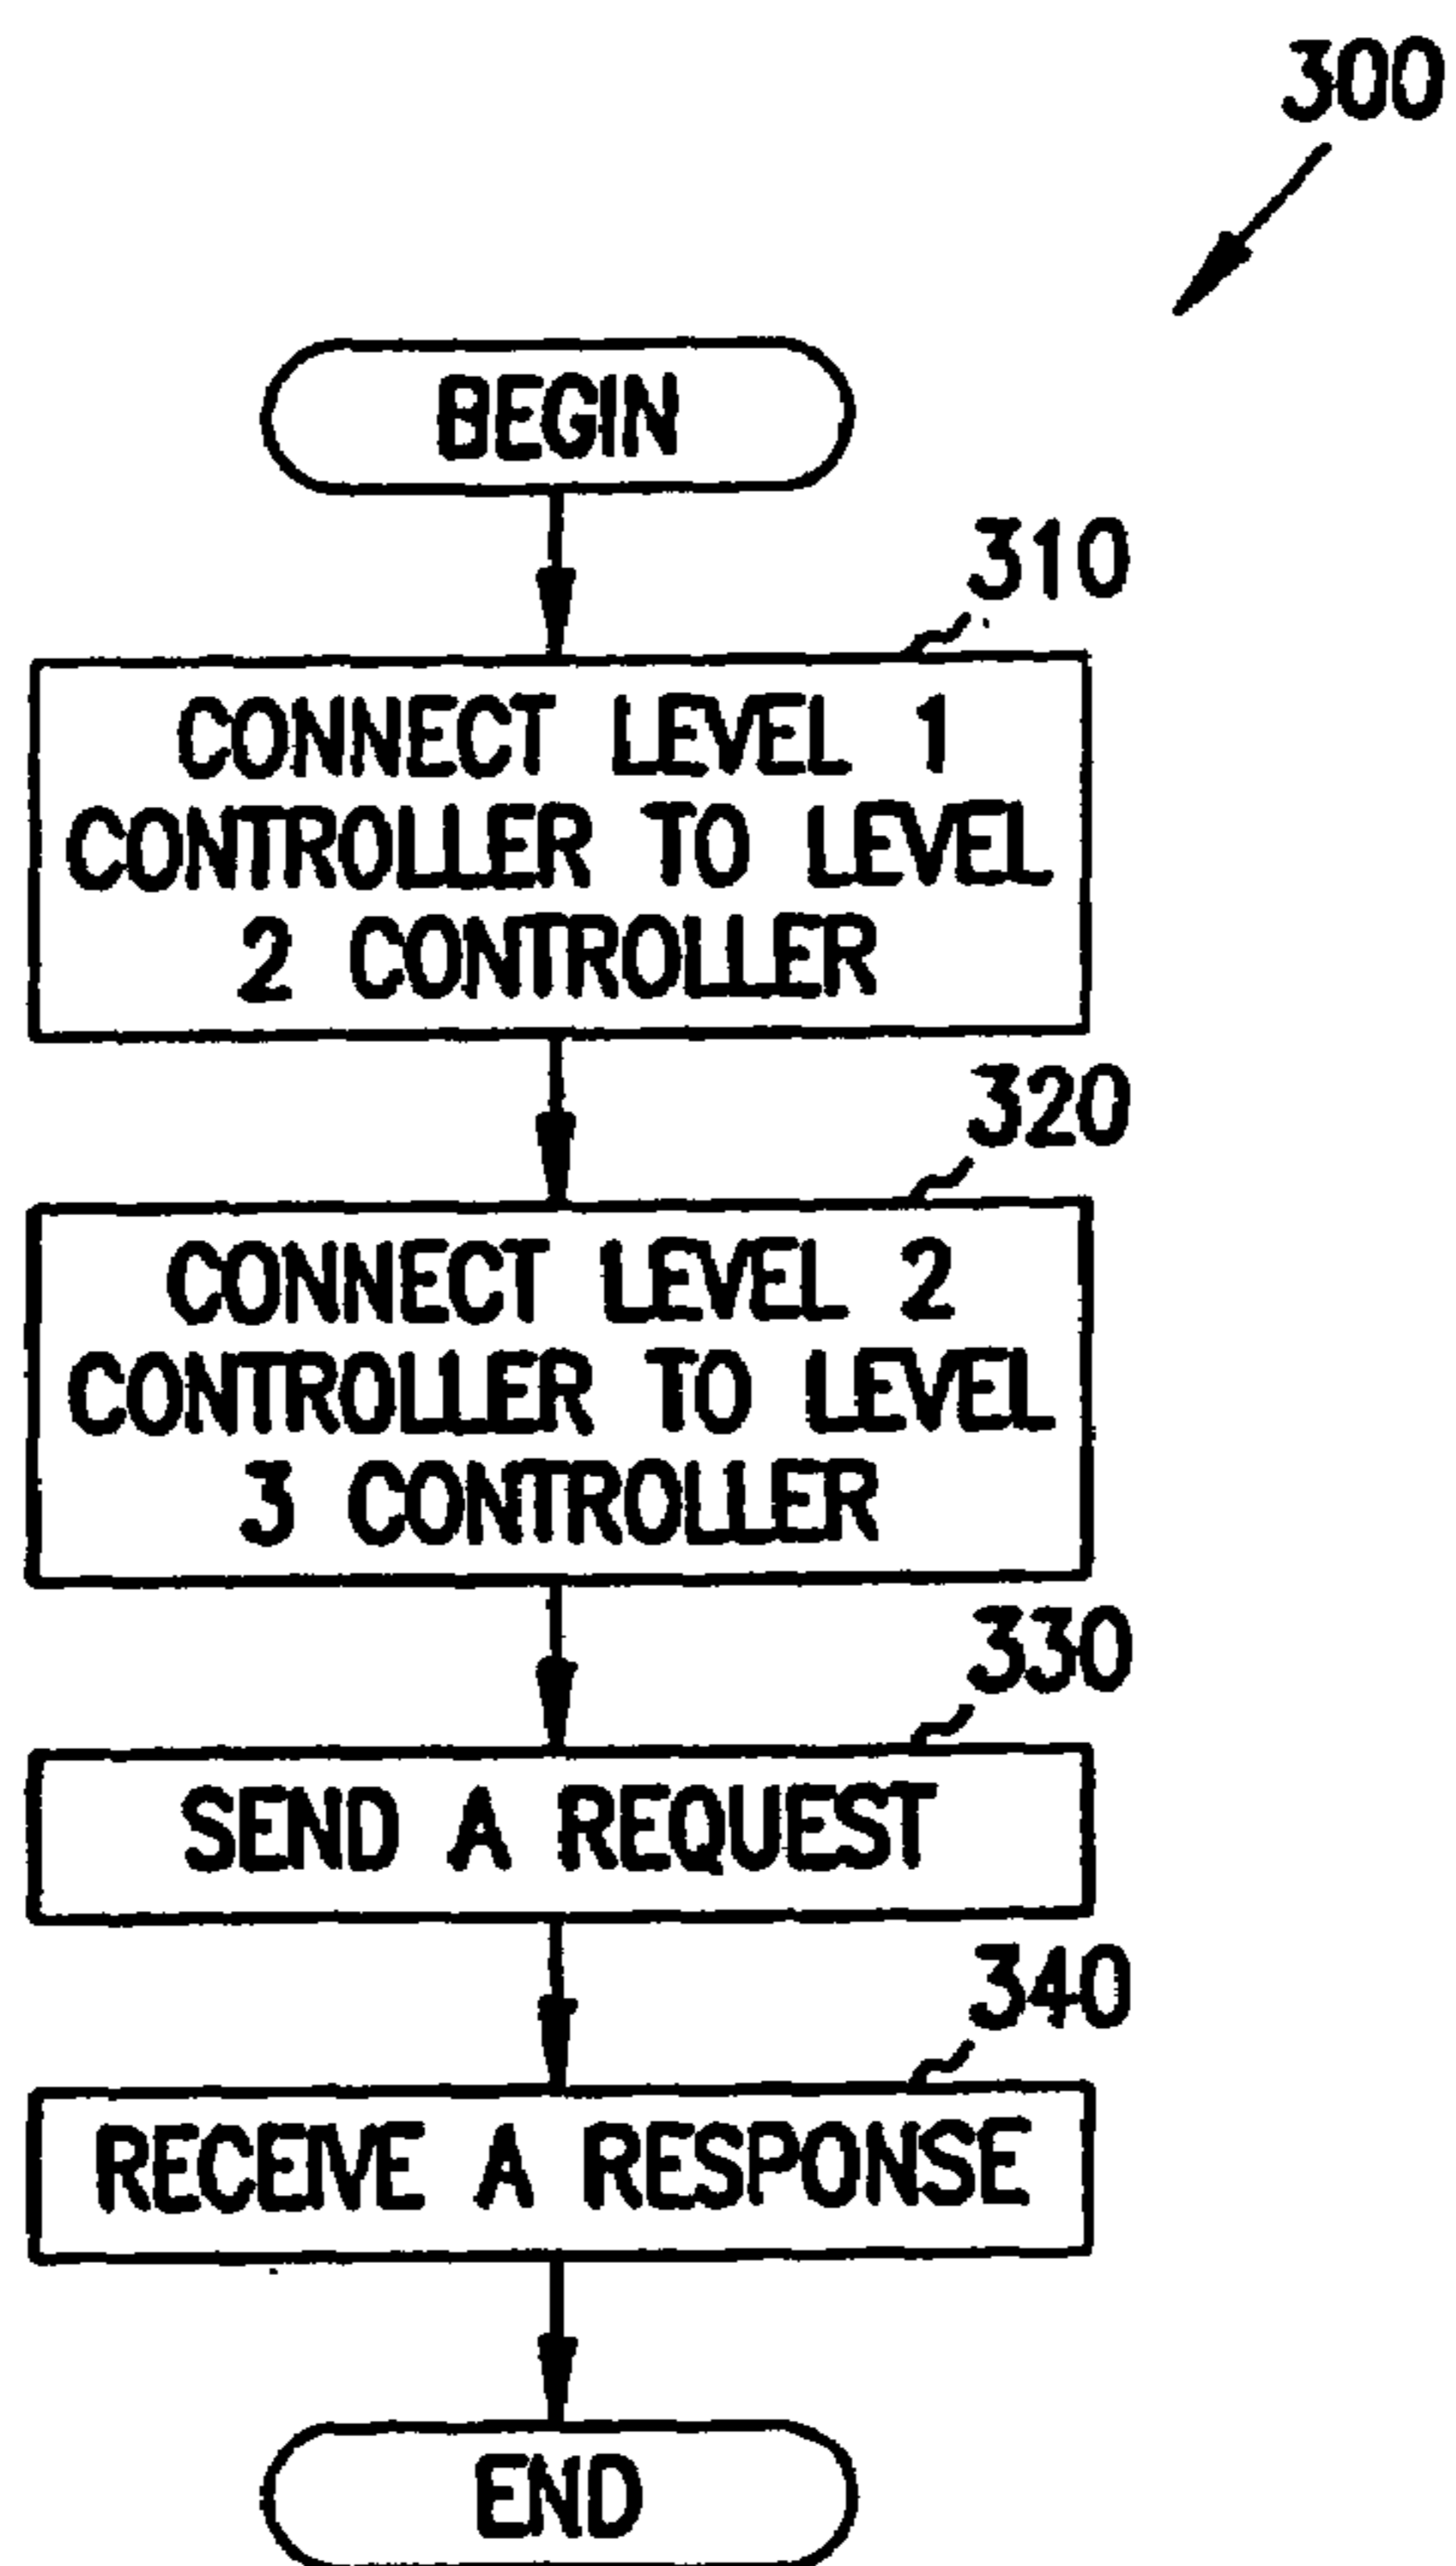 300
BEGIN
310
CONNECT LEVEL 1
CONTROLLER TO LEVEL
2 CONTROLLER
320
CONNECT LEVEL 2
CONTROLLER TO LEVEL
3 CONTROLLER
330
SEND A REQUEST
340
RECEIVE A RESPONSE
END